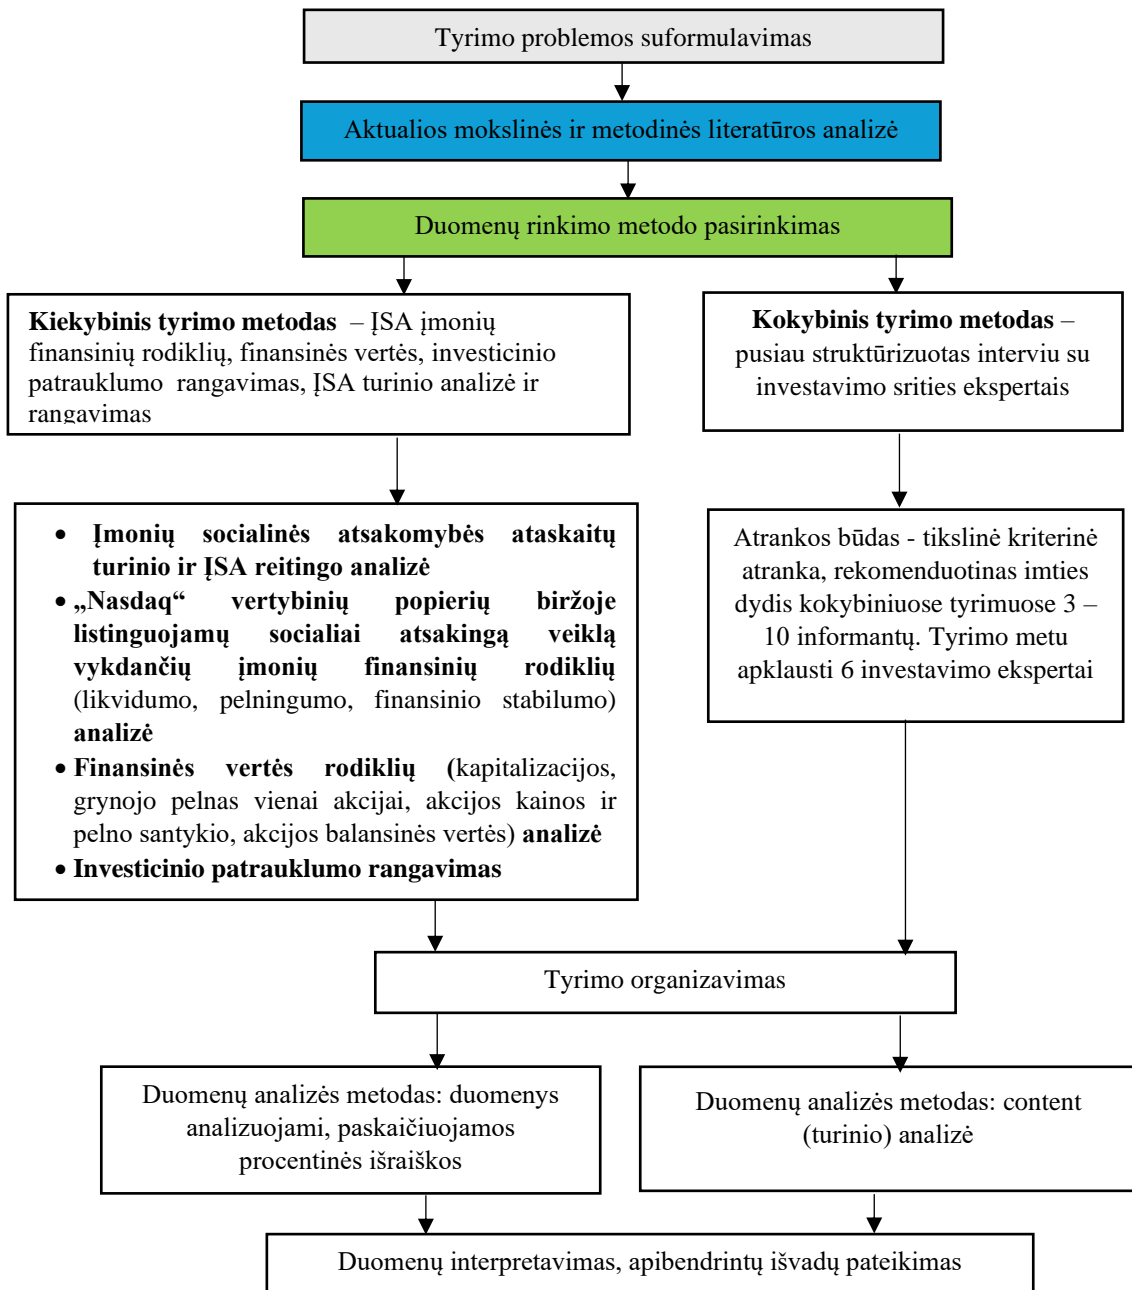 Tyrimo problemos suformulavimas
Aktualios mokslinės ir metodinės literatūros analizė
Duomenų rinkimo metodo pasirinkimas
Kiekybinis tyrimo metodas – ĮSA įmonių
finansinių rodiklių, finansinės vertės, investicinio
patrauklumo rangavimas, ĮSA turinio analizė ir
rangavimas
Kokybinis tyrimo metodas –
pusiau struktūrizuotas interviu su
investavimo srities ekspertais
• Įmonių socialinės atsakomybės ataskaitų
turinio ir ĮSA reitingo analizė
• „Nasdaq“ vertybinių popierių biržoje
listinguojamų socialiai atsakingą veiklą
vykdančių įmonių finansinių rodiklių
(likvidumo, pelningumo, finansinio stabilumo)
analizė
• Finansinės vertės rodiklių (kapitalizacijos,
grynojo pelnas vienai akcijai, akcijos kainos ir
pelno santykio, akcijos balansinės vertės) analizė
• Investicinio patrauklumo rangavimas
Atrankos būdas - tikslinė kriterinė
atranka, rekomenduotinas imties
dydis kokybiniuose tyrimuose 3 –
10 informantų. Tyrimo metu
apklausti 6 investavimo ekspertai
Tyrimo organizavimas
Duomenų analizės metodas: duomenys
analizuojami, paskaičiuojamos
procentinės išraiškos
Duomenų analizės metodas: content
(turinio) analizė
Duomenų interpretavimas, apibendrintų išvadų pateikimas